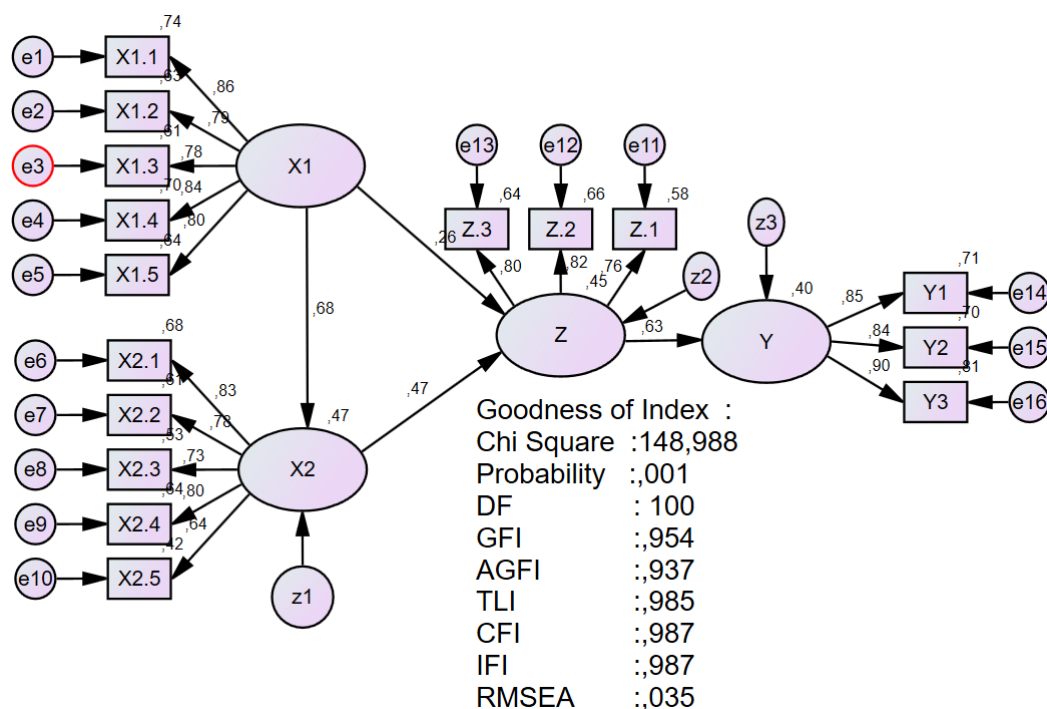 ,74
e1 X1.1
,63 ,86
e2 X1.2
,61 ,79
e3 X1.3 ,78 X1
,70 ,84
e4 X1.4
,64 ,80
e5 X1.5
e13 e12 e11
,64 ,66 ,58
Z.3 Z.2 Z.1
,26 ,80 ,82 ,45 ,76
z2 z3
Z ,63 ,40 Y
,71
,85 Y1 e14
,70
,84 Y2 e15
,81
,90 Y3 e16
,68
,68
e6 X2.1
,61 ,83
e7 X2.2
,53 ,78
e8 X2.3 ,73 X2 ,47 ,47
,64 ,80
e9 X2.4
,42 ,64
e10 X2.5
z1
Goodness of Index :
Chi Square :148,988
Probability :,001
DF : 100
GFI :,954
AGFI :,937
TLI :,985
CFI :,987
IFI :,987
RMSEA :,035